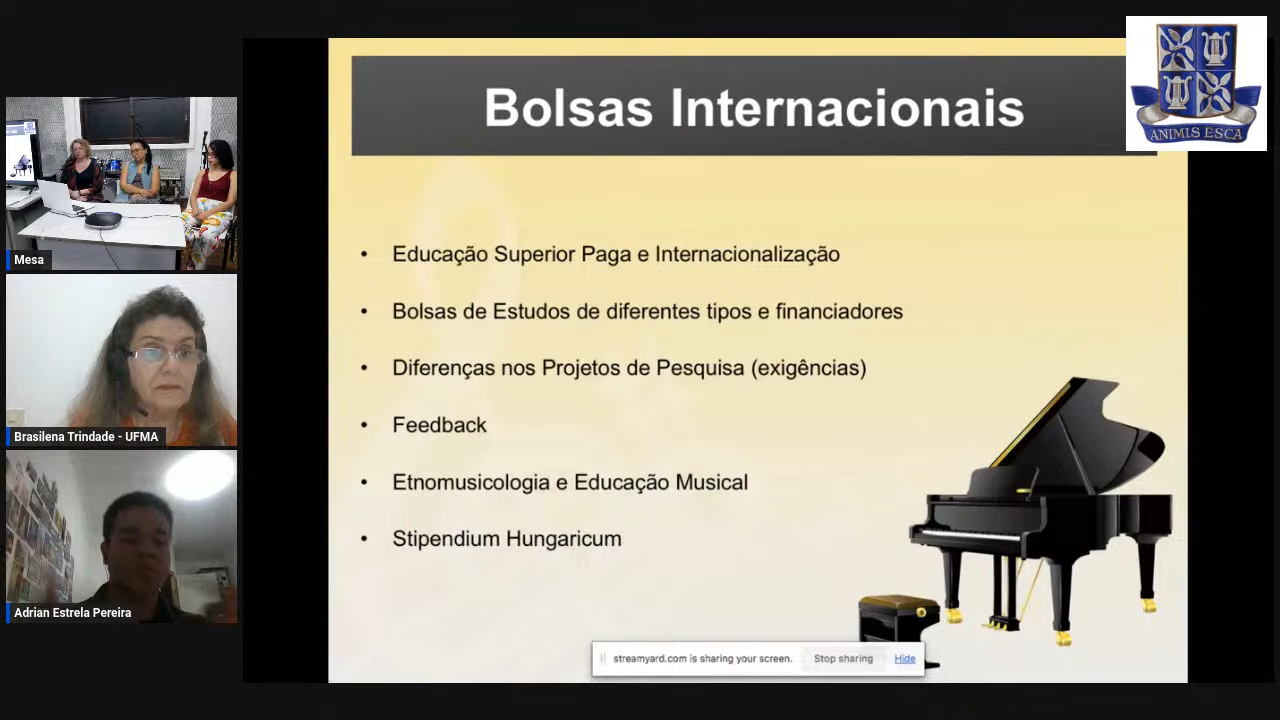 Bolsas Internacionais
ANIMIS ESCA
Mesa
Brasilena Trindade - UFMA
Adrian Estrela Pereira
• Educação Superior Paga e Internacionalização
• Bolsas de Estudos de diferentes tipos e financiadores
• Diferenças nos Projetos de Pesquisa (exigências)
• Feedback
• Etnomusicologia e Educação Musical
• Stipendium Hungaricum
streamyard.com is sharing your screen. Stop sharing Hide